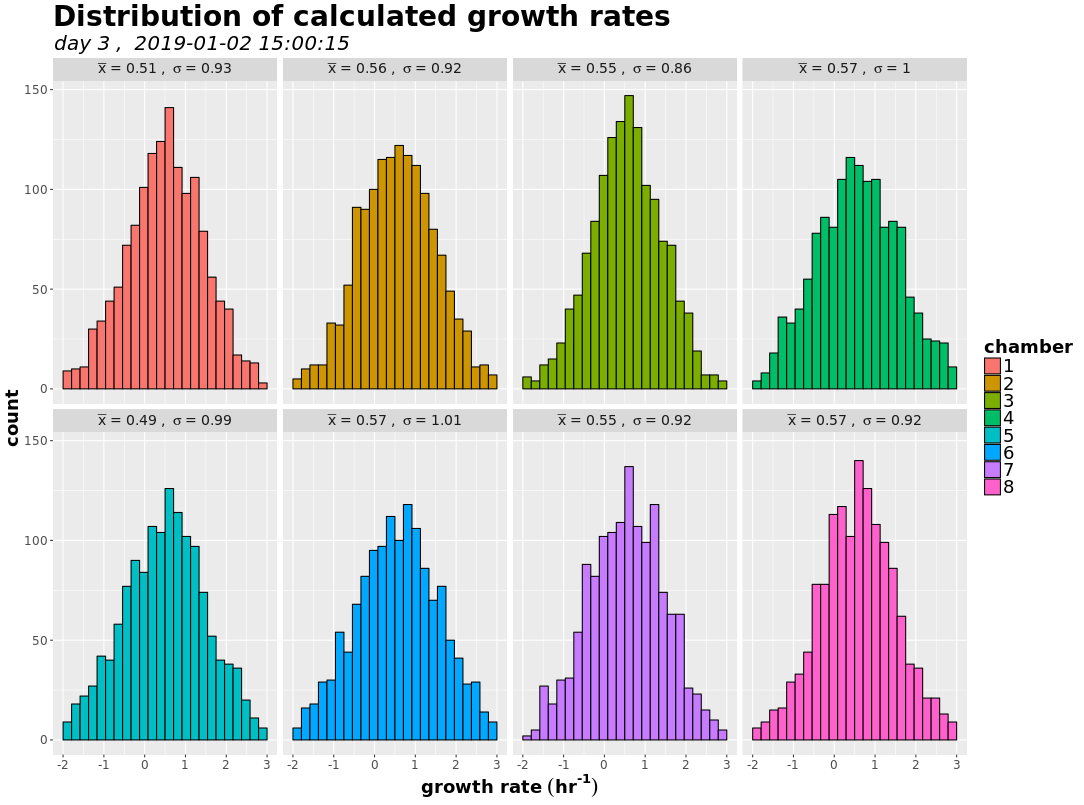 Distribution of calculated growth rates
day 3 ,  2019-01-02 15:00:15
x̅ = 0.51 ,  σ = 0.93
x̅ = 0.56 ,  σ = 0.92
x̅ = 0.55 ,  σ = 0.86
x̅ = 0.57 ,  σ = 1
150
100
50
0
x̅ = 0.49 ,  σ = 0.99
x̅ = 0.57 ,  σ = 1.01
x̅ = 0.55 ,  σ = 0.92
x̅ = 0.57 ,  σ = 0.92
150
100
50
0
-2 -1 0 1 2 3
-2 -1 0 1 2 3
-2 -1 0 1 2 3
-2 -1 0 1 2 3
growth rate (hr⁻¹)
count
chamber
1
2
3
4
5
6
7
8